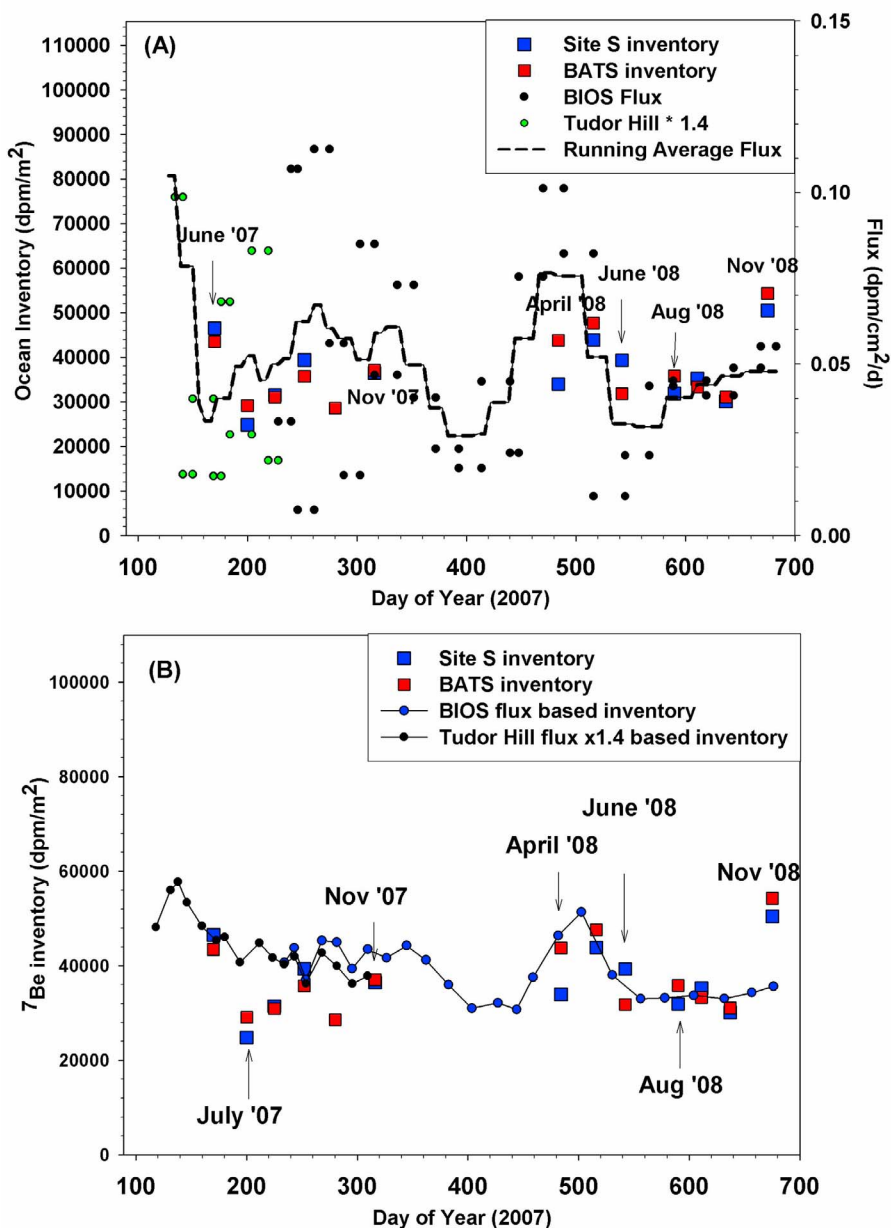 (A)
Site S inventory
BATS inventory
BIOS Flux
Tudor Hill * 1.4
Running Average Flux
110000
100000
90000
80000
70000
60000
50000
40000
30000
20000
10000
0
Ocean Inventory (dpm/m²)
0.15
0.10
0.05
0.00
Flux (dpm/cm²/d)
June '07
Nov '07
April '08
June '08
Aug '08
Nov '08
100 200 300 400 500 600 700
Day of Year (2007)
(B)
Site S inventory
BATS inventory
BIOS flux based inventory
Tudor Hill flux x1.4 based inventory
100000
80000
60000
40000
20000
0
⁷Be inventory (dpm/m²)
July '07
Nov '07
April '08
June '08
Aug '08
Nov '08
100 200 300 400 500 600 700
Day of Year (2007)